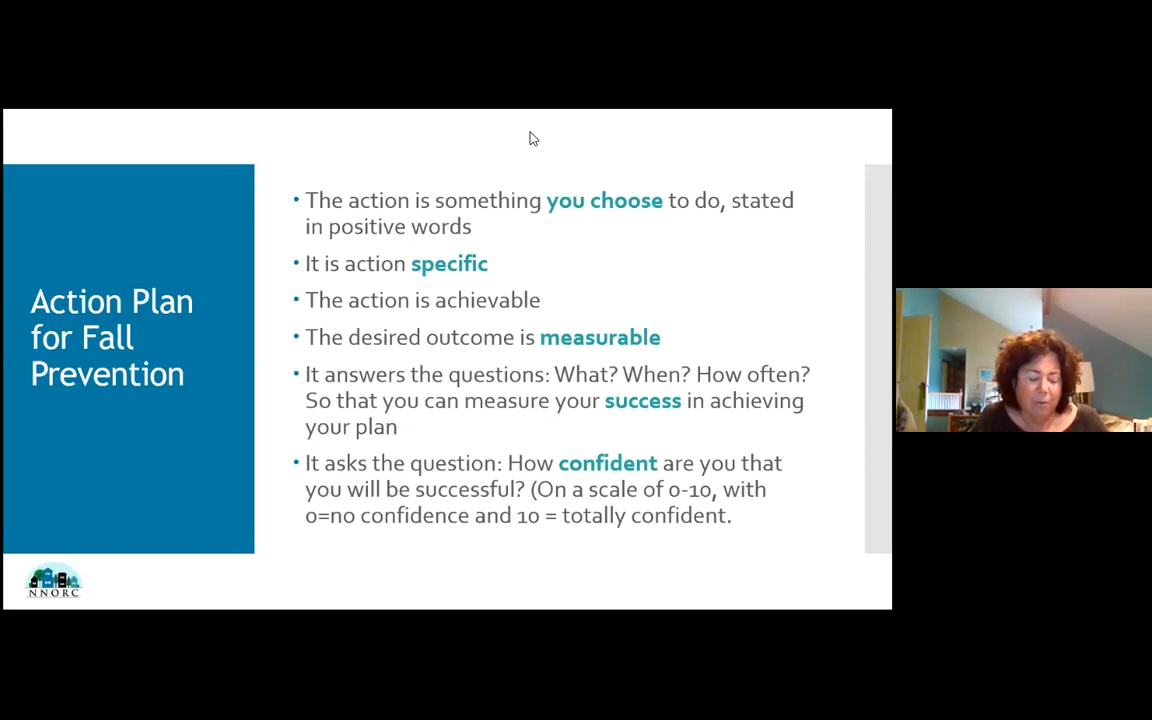 Action Plan
for Fall
Prevention
• The action is something you choose to do, stated
in positive words
• It is action specific
• The action is achievable
• The desired outcome is measurable
• It answers the questions: What? When? How often?
So that you can measure your success in achieving
your plan
• It asks the question: How confident are you that
you will be successful? (On a scale of 0-10, with
0=no confidence and 10 = totally confident.
NNORC